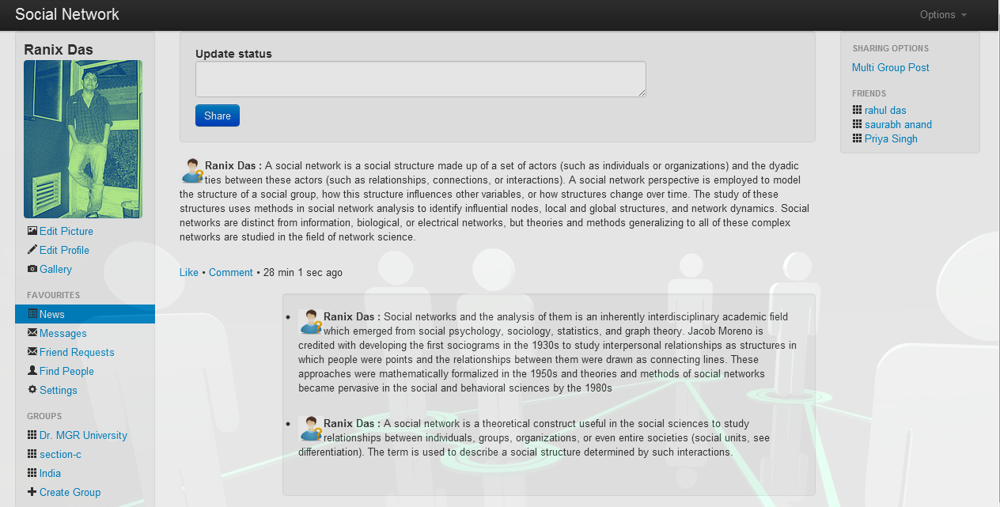 Social Network
Options
Ranix Das
Edit Picture
Edit Profile
Gallery
FAVOURITES
News
Messages
Friend Requests
Find People
Settings
GROUPS
Dr. MGR University
section-c
India
Create Group
Update status
Share
Ranix Das : A social network is a social structure made up of a set of actors (such as individuals or organizations) and the dyadic
ties between these actors (such as relationships, connections, or interactions). A social network perspective is employed to model
the structure of a social group, how this structure influences other variables, or how structures change over time. The study of these
structures uses methods in social network analysis to identify influential nodes, local and global structures, and network dynamics. Social
networks are distinct from information, biological, or electrical networks, but theories and methods generalizing to all of these complex
networks are studied in the field of network science.
Like • Comment • 28 min 1 sec ago
• Ranix Das : Social networks and the analysis of them is an inherently interdisciplinary academic field
which emerged from social psychology, sociology, statistics, and graph theory. Jacob Moreno is
credited with developing the first sociograms in the 1930s to study interpersonal relationships as structures in
which people were points and the relationships between them were drawn as connecting lines. These
approaches were mathematically formalized in the 1950s and theories and methods of social networks
became pervasive in the social and behavioral sciences by the 1980s
• Ranix Das : A social network is a theoretical construct useful in the social sciences to study
relationships between individuals, groups, organizations, or even entire societies (social units, see
differentiation). The term is used to describe a social structure determined by such interactions.
SHARING OPTIONS
Multi Group Post
FRIENDS
rahul das
saurabh anand
Priya Singh